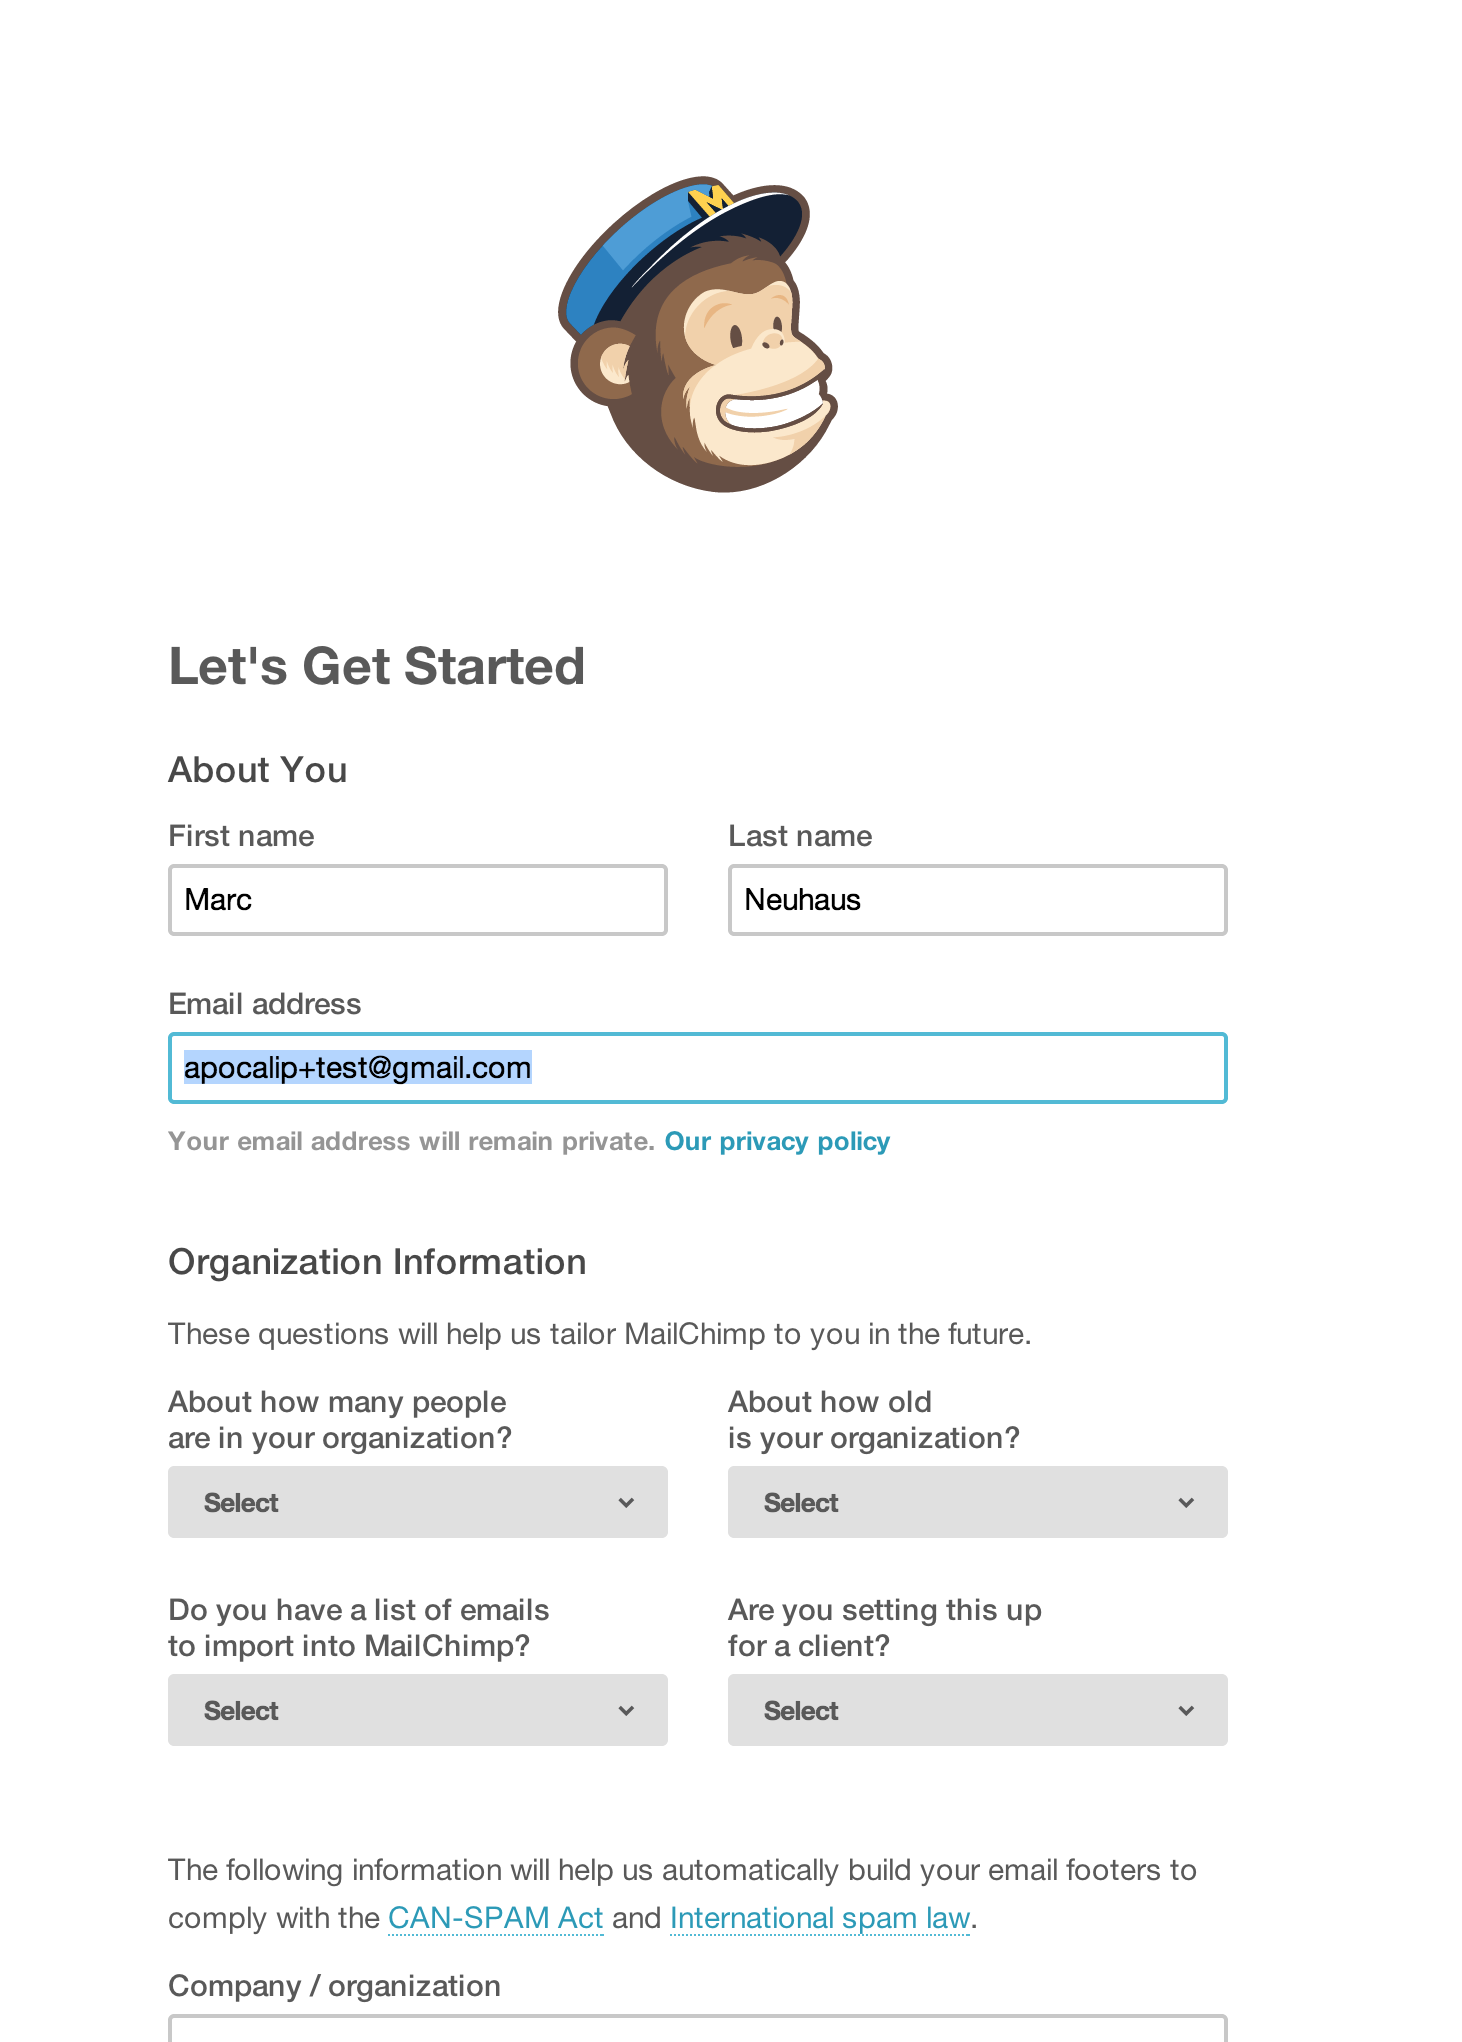 M
Let's Get Started
About You
First name
Last name
Marc
Neuhaus
Email address
apocalip+test@gmail.com
Your email address will remain private. Our privacy policy
Organization Information
These questions will help us tailor MailChimp to you in the future.
About how many people
are in your organization?
About how old
is your organization?
Select
Select
Do you have a list of emails
to import into MailChimp?
Are you setting this up
for a client?
Select
Select
The following information will help us automatically build your email footers to
comply with the CAN-SPAM Act and International spam law.
Company / organization